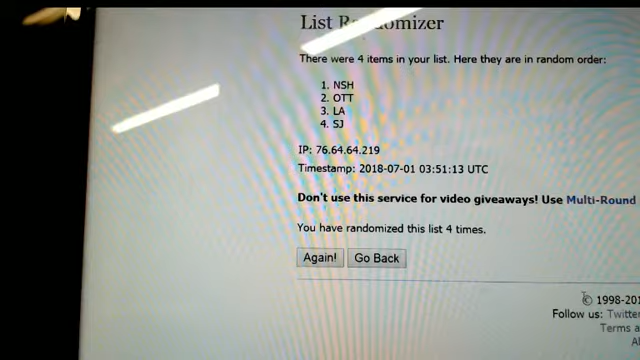 List Randomizer
There were 4 items in your list. Here they are in random order:
1. NSH
2. OTT
3. LA
4. SJ
IP: 76.64.64.219
Timestamp: 2018-07-01 03:51:13 UTC
Don't use this service for video giveaways! Use Multi-Round
You have randomized this list 4 times.
Again! Go Back
© 1998-201
Follow us: Twitter
Terms a